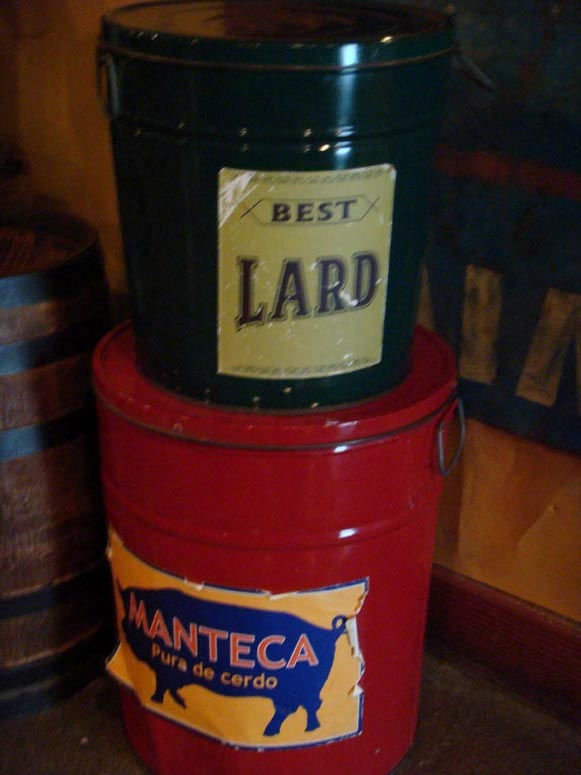 BEST
LARD
MANTECA
Pura de cerdo